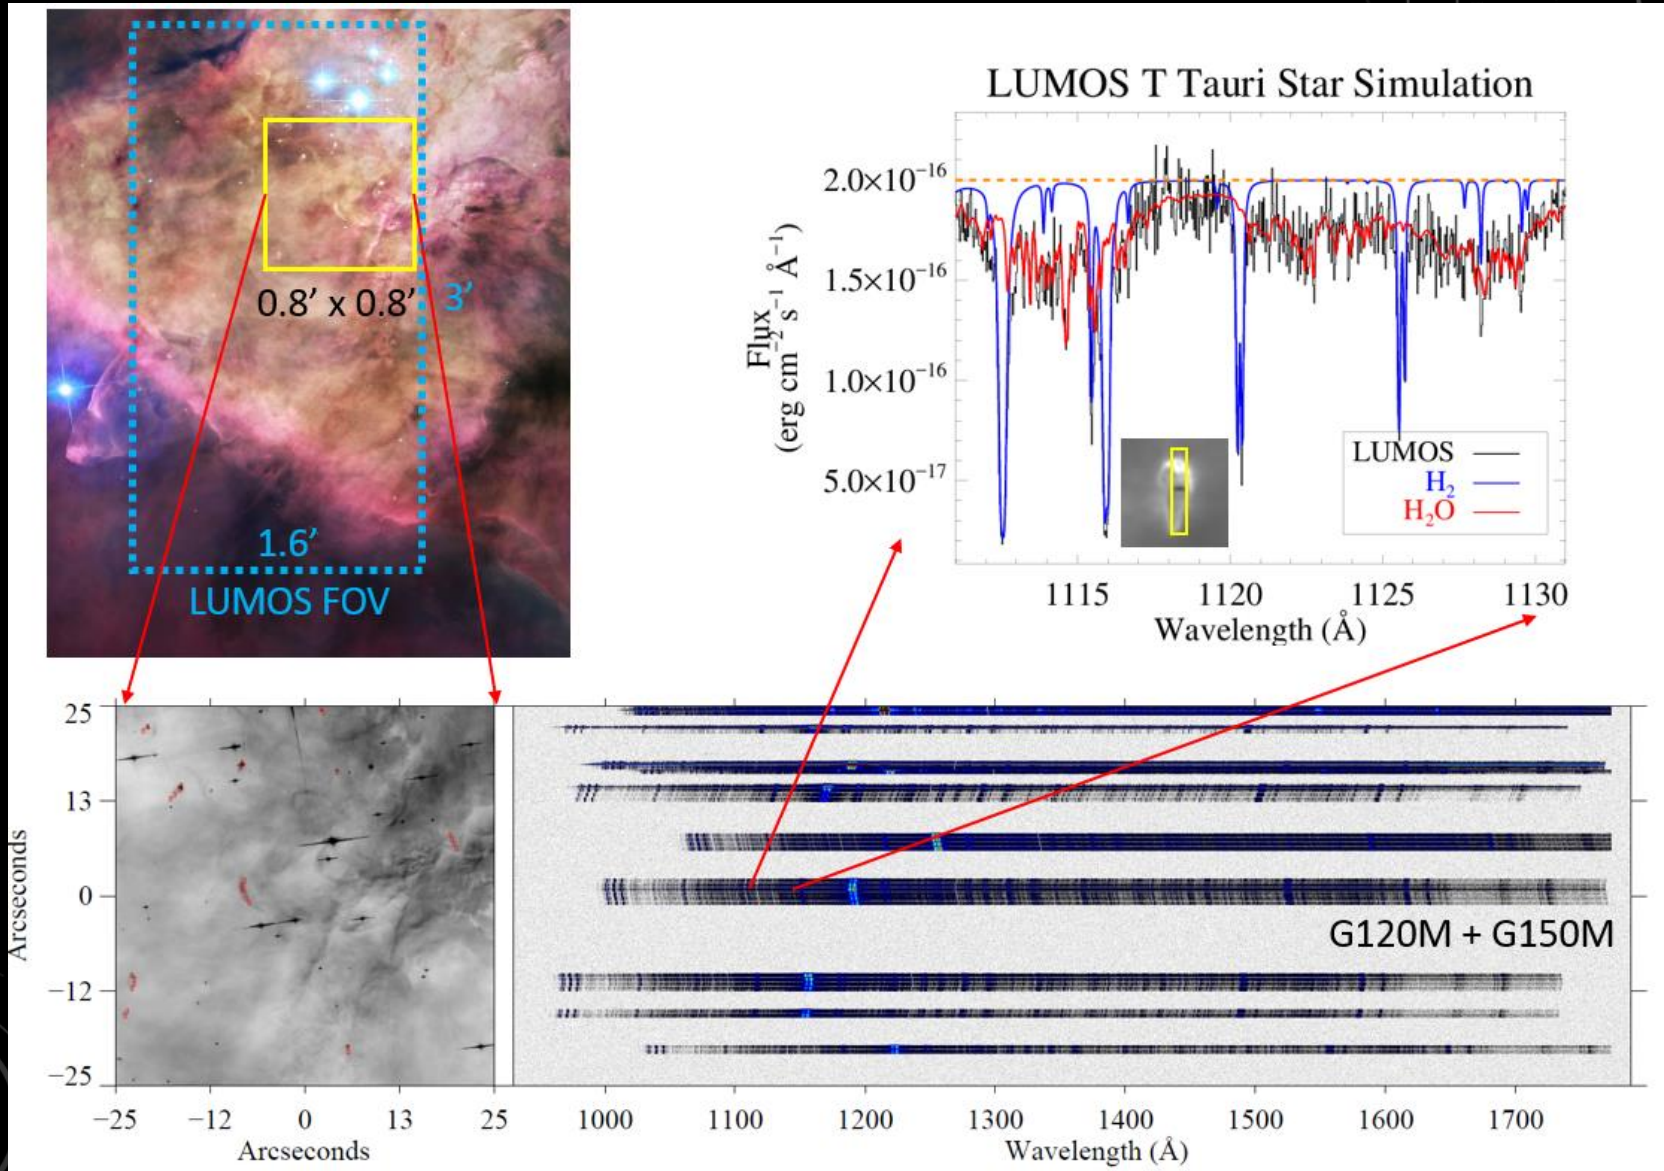 0.8’ x 0.8’
3’
1.6’
LUMOS FOV
LUMOS T Tauri Star Simulation
2.0×10⁻¹⁶
1.5×10⁻¹⁶
1.0×10⁻¹⁶
5.0×10⁻¹⁷
Flux
(erg cm⁻² s⁻¹ Å⁻¹)
LUMOS
H₂
H₂O
1115 1120 1125 1130
Wavelength (Å)
25
13
0
−12
−25
Arcseconds
−25 −12 0 13 25
Arcseconds
G120M + G150M
1000 1100 1200 1300 1400 1500 1600 1700
Wavelength (Å)